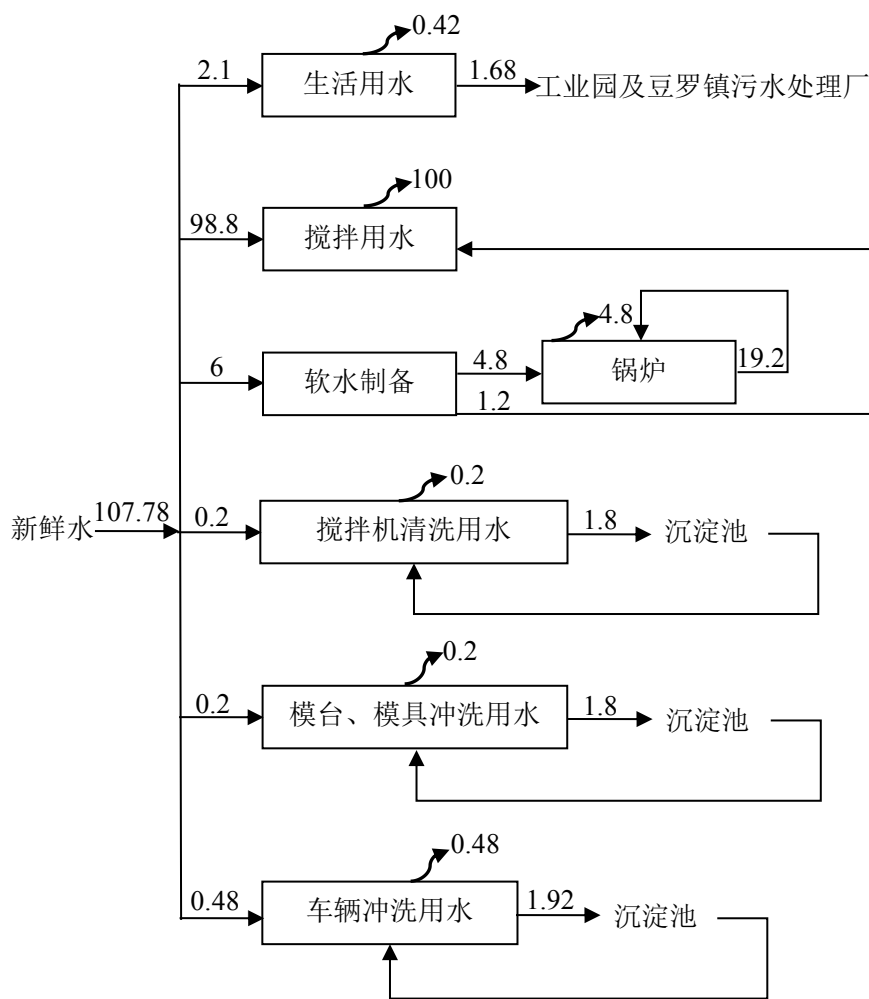 0.42
2.1
生活用水
1.68
工业园及豆罗镇污水处理厂
100
98.8
搅拌用水
4.8
6
软水制备
4.8
锅炉
19.2
1.2
0.2
新鲜水
107.78
0.2
搅拌机清洗用水
1.8
沉淀池
0.2
0.2
模台、模具冲洗用水
1.8
沉淀池
0.48
0.48
车辆冲洗用水
1.92
沉淀池